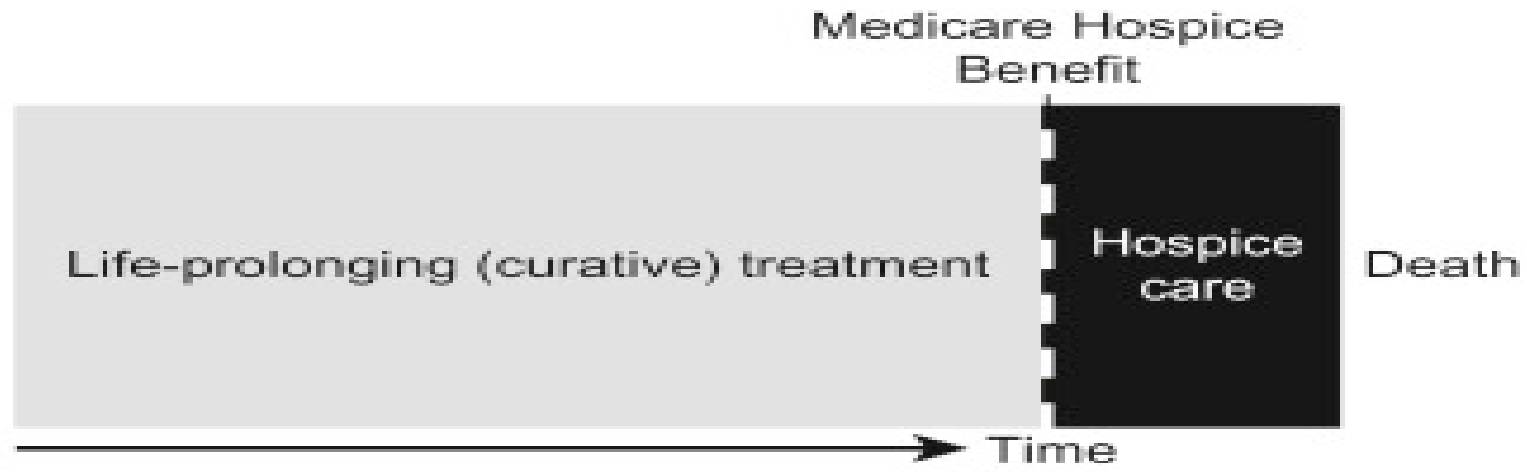 Medicare Hospice
Benefit
Life-prolonging (curative) treatment
Hospice
care
Death
Time